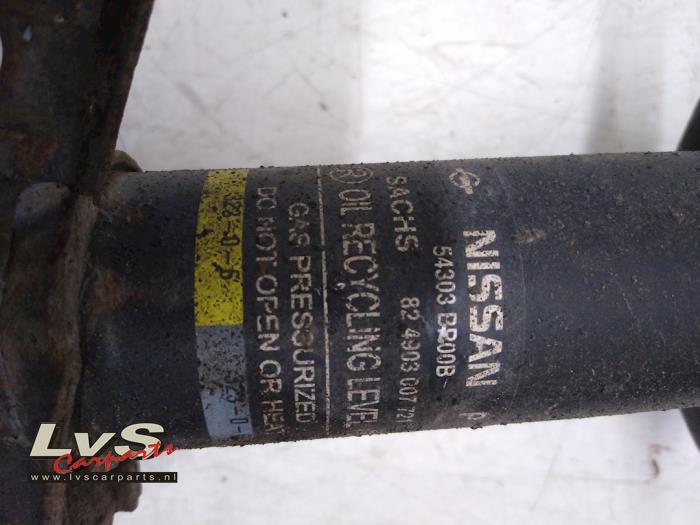 NISSAN P
54303 BR00B
SACHS 82 4903 007 721
OIL RECYCLING LEVEL
GAS PRESSURIZED
DO NOT OPEN OR HEAT
LvS
Carparts
www.lvscarparts.nl